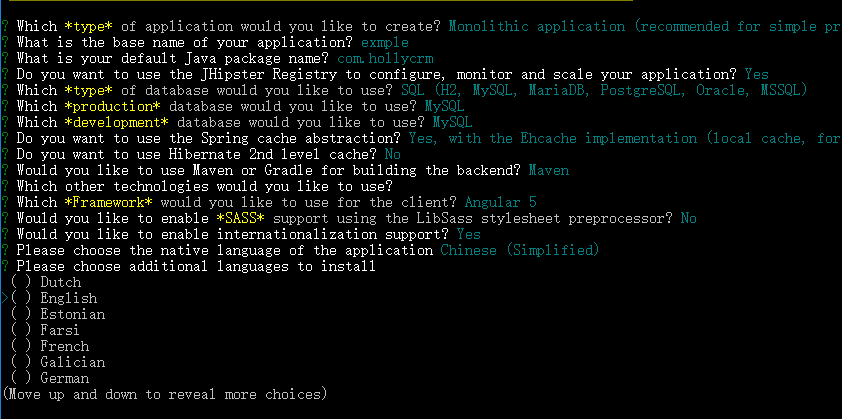 ? Which *type* of application would you like to create? Monolithic application (recommended for simple pr
? What is the base name of your application? exmple
? What is your default Java package name? com.hollycrm
? Do you want to use the JHipster Registry to configure, monitor and scale your application? Yes
? Which *type* of database would you like to use? SQL (H2, MySQL, MariaDB, PostgreSQL, Oracle, MSSQL)
? Which *production* database would you like to use? MySQL
? Which *development* database would you like to use? MySQL
? Do you want to use the Spring cache abstraction? Yes, with the Ehcache implementation (local cache, for
? Do you want to use Hibernate 2nd level cache? No
? Would you like to use Maven or Gradle for building the backend? Maven
? Which other technologies would you like to use?
? Which *Framework* would you like to use for the client? Angular 5
? Would you like to enable *SASS* support using the LibSass stylesheet preprocessor? No
? Would you like to enable internationalization support? Yes
? Please choose the native language of the application Chinese (Simplified)
? Please choose additional languages to install
( ) Dutch
>( ) English
( ) Estonian
( ) Farsi
( ) French
( ) Galician
( ) German
(Move up and down to reveal more choices)